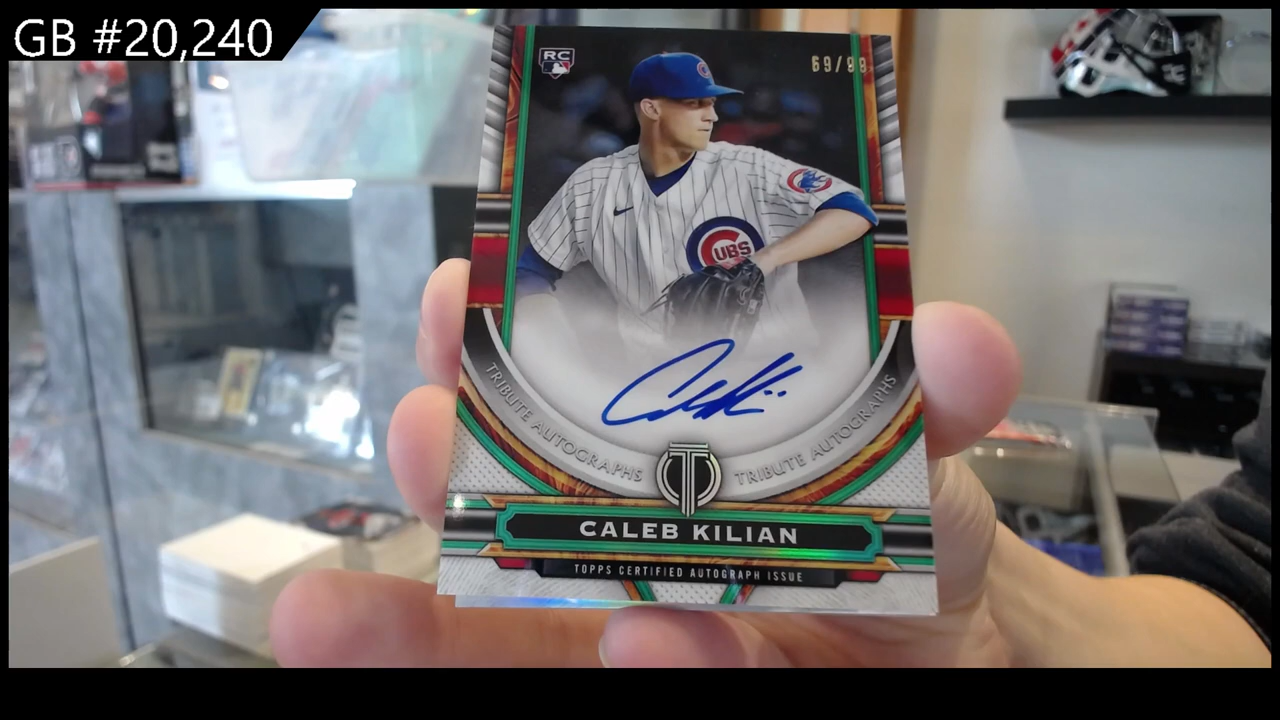 GB #20,240
RC
69/99
CUBS
TRIBUTE AUTOGRAPHS
TRIBUTE AUTOGRAPHS
CALEB KILIAN
TOPPS CERTIFIED AUTOGRAPH ISSUE